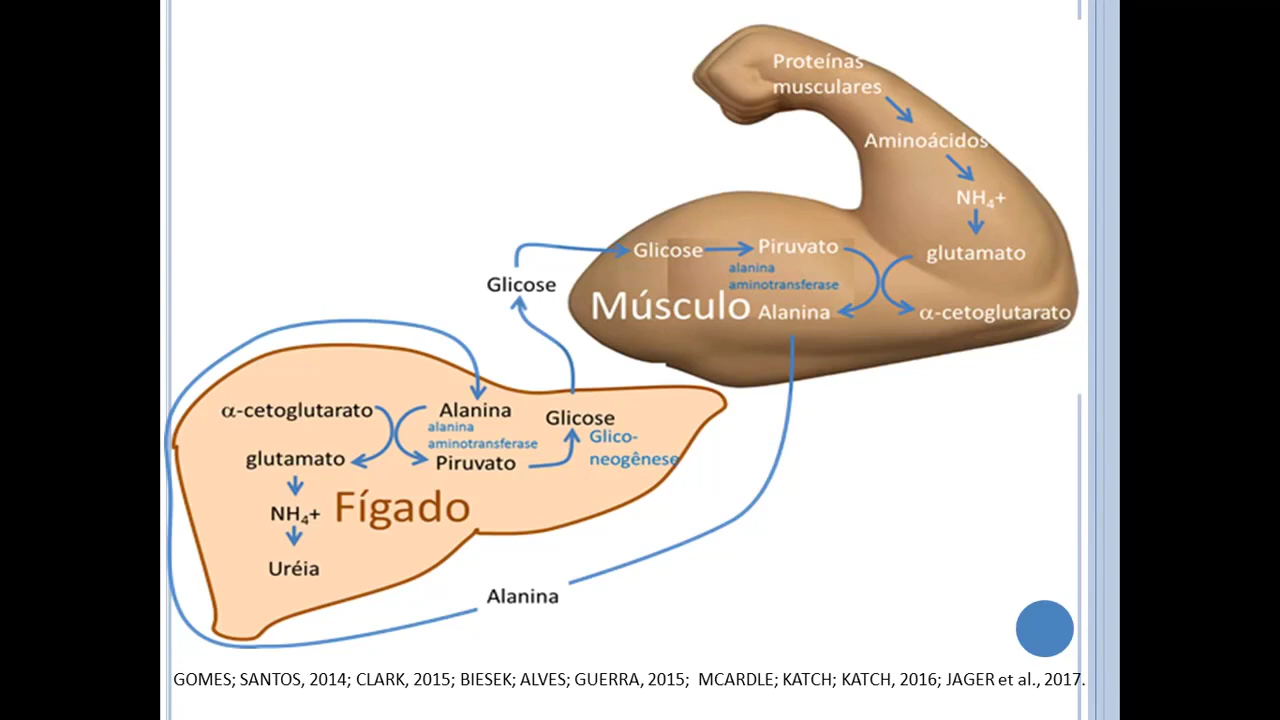 Proteínas
musculares
Aminoácidos
NH₄+
glutamato
Glicose
Piruvato
alanina
aminotransferase
Músculo
Alanina
α-cetoglutarato
Glicose
α-cetoglutarato
Alanina
alanina
aminotransferase
Glicose
Glico-
neogênese
glutamato
Piruvato
NH₄+
Fígado
Uréia
Alanina
GOMES; SANTOS, 2014; CLARK, 2015; BIESEK; ALVES; GUERRA, 2015; MCARDLE; KATCH; KATCH, 2016; JAGER et al., 2017.